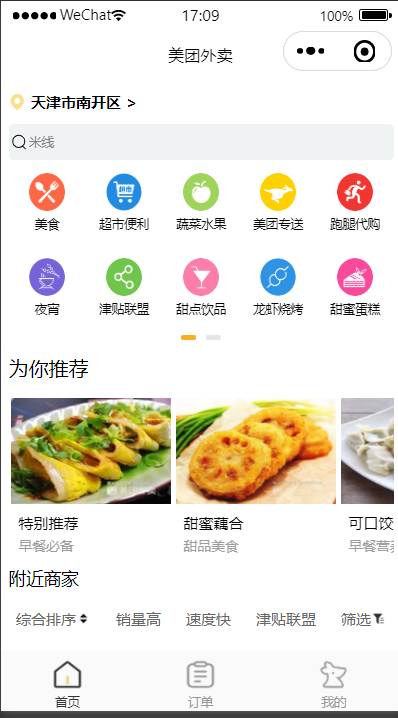 WeChat 17:09 100%
美团外卖
天津市南开区 >
米线
美食 超市便利 蔬菜水果 美团专送 跑腿代购
超市
夜宵 津贴联盟 甜点饮品 龙虾烧烤 甜蜜蛋糕
为你推荐
特别推荐 甜蜜藕合 可口饺
早餐必备 甜品美食 早餐营
附近商家
综合排序 销量高 速度快 津贴联盟 筛选
首页 订单 我的